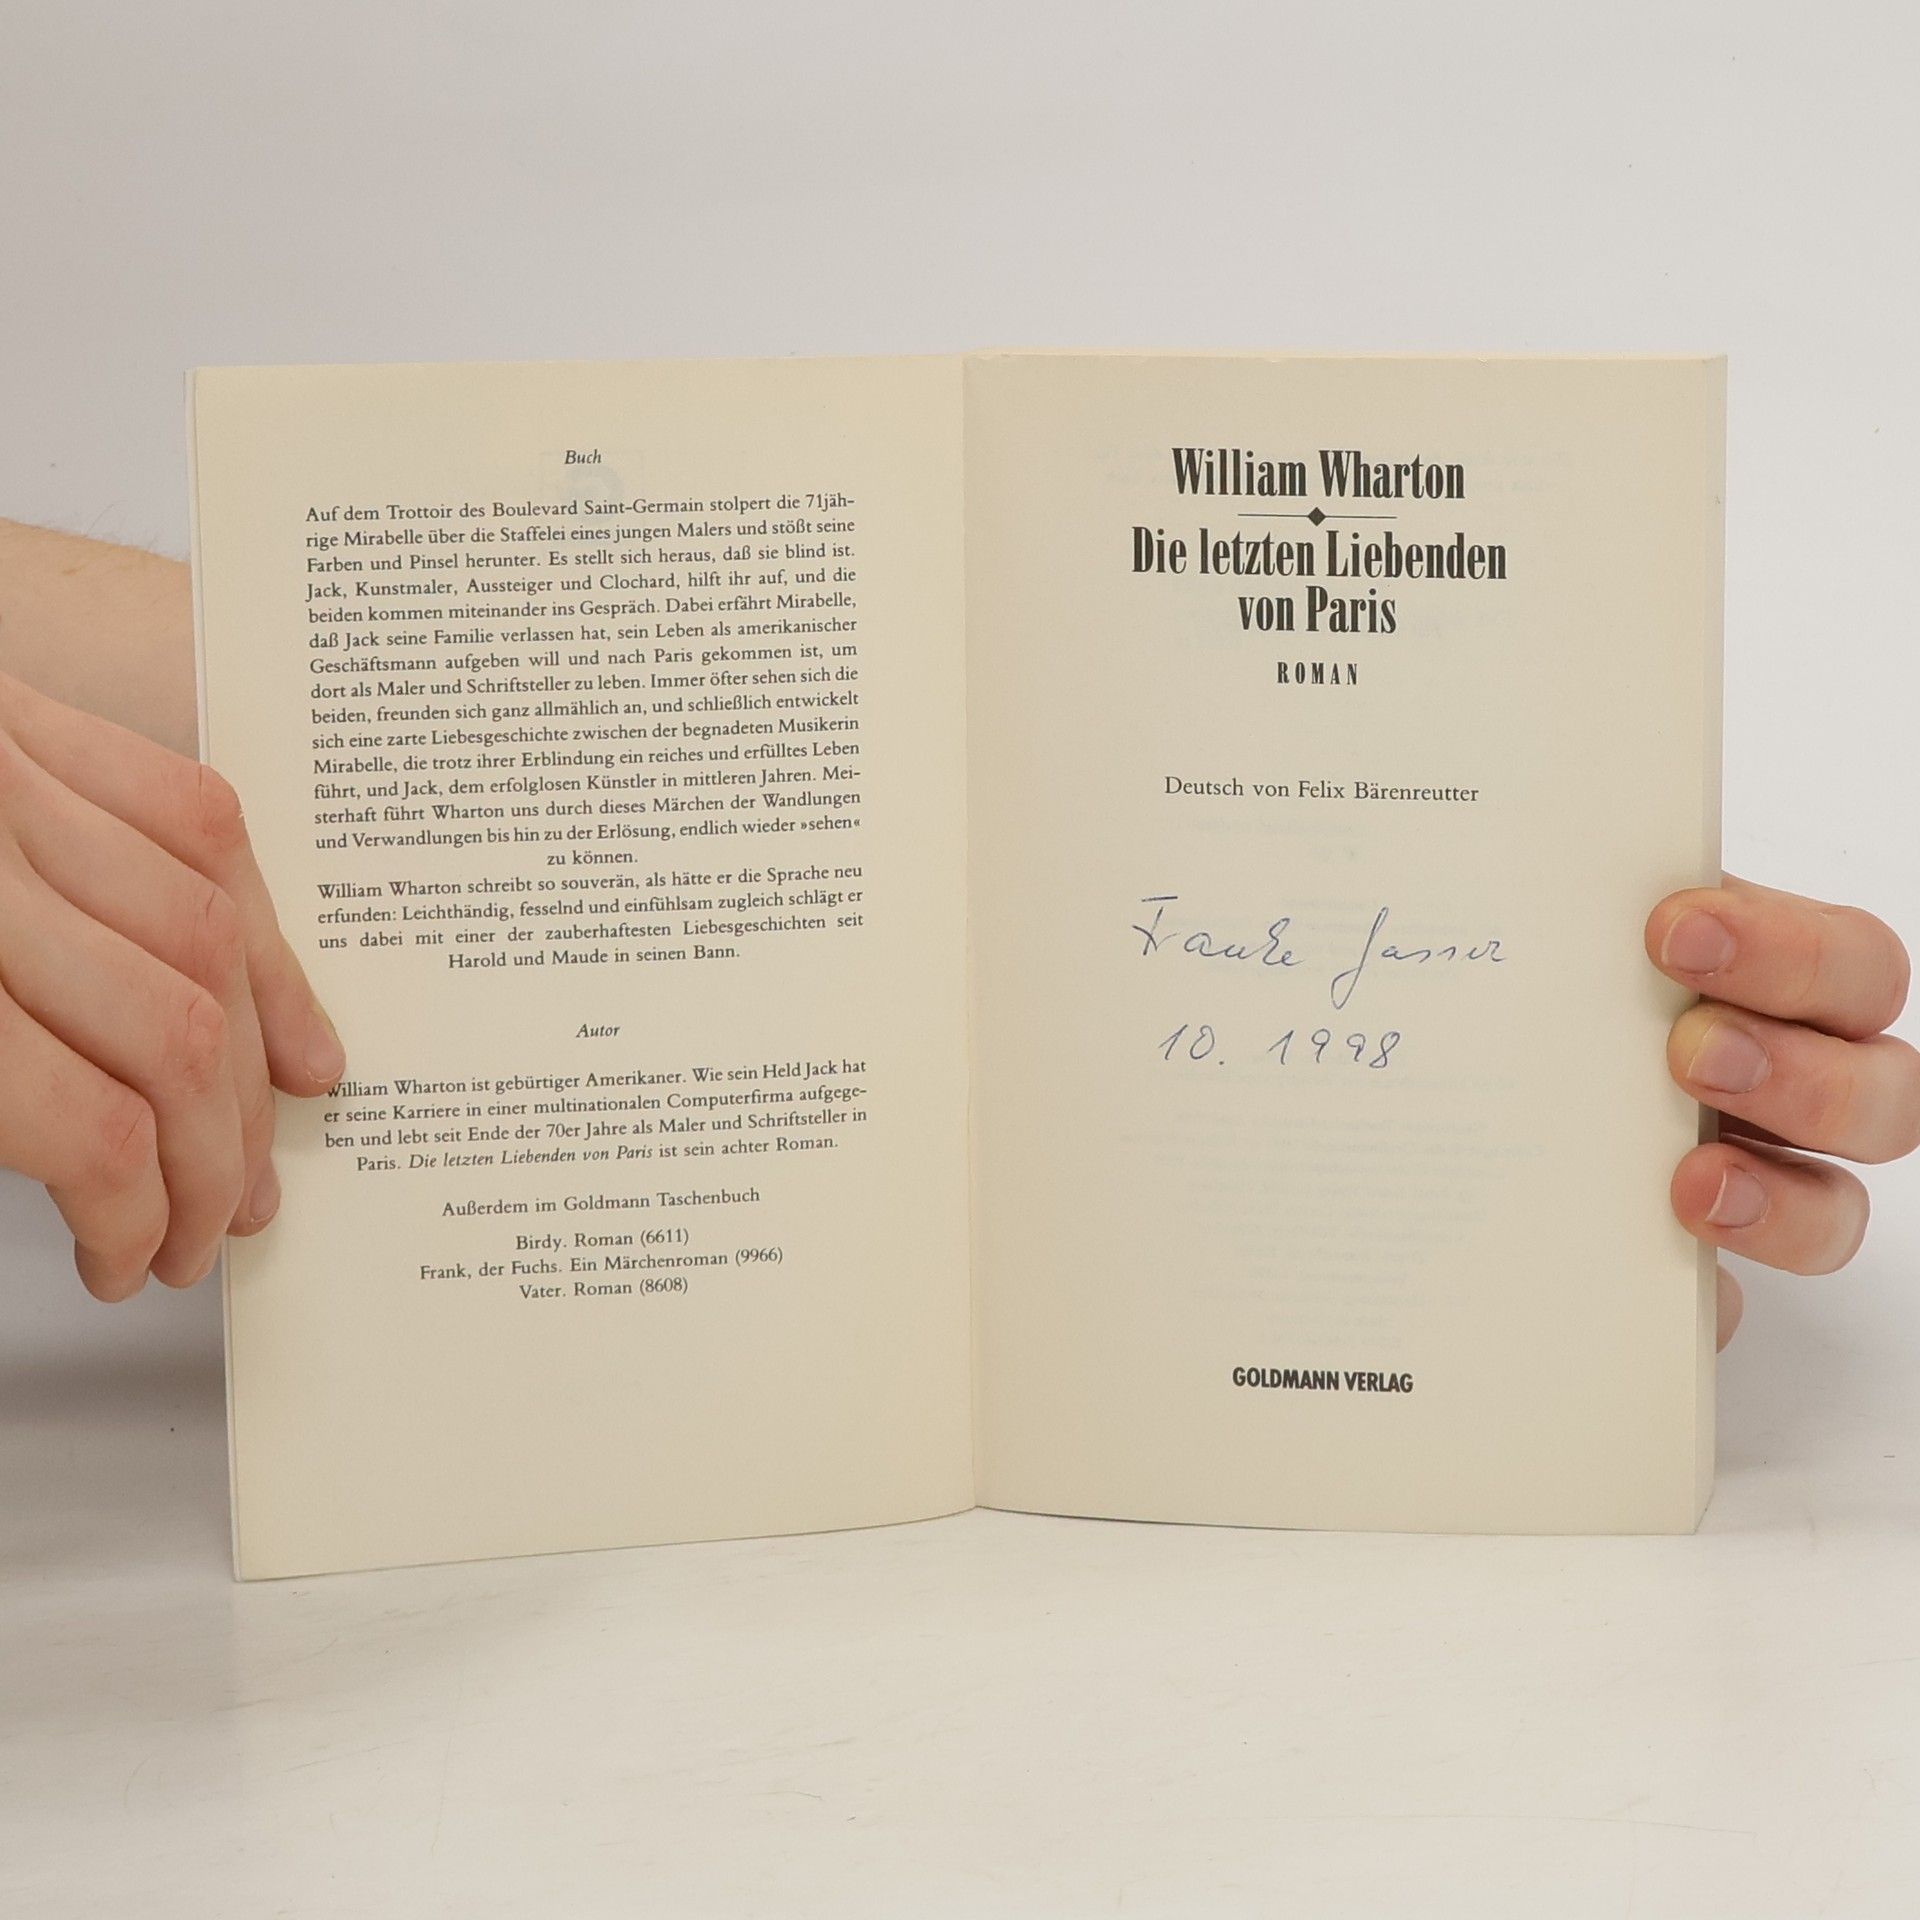 Buch
Auf dem Trottoir des Boulevard Saint-Germain stolpert die 71jäh-
rige Mirabelle über die Staffelei eines jungen Malers und stößt seine
Farben und Pinsel herunter. Es stellt sich heraus, daß sie blind ist.
Jack, Kunstmaler, Aussteiger und Clochard, hilft ihr auf, und die
beiden kommen miteinander ins Gespräch. Dabei erfährt Mirabelle,
daß Jack seine Familie verlassen hat, sein Leben als amerikanischer
Geschäftsmann aufgeben will und nach Paris gekommen ist, um
dort als Maler und Schriftsteller zu leben. Immer öfter sehen sich die
beiden, freunden sich ganz allmählich an, und schließlich entwickelt
sich eine zarte Liebesgeschichte zwischen der begnadeten Musikerin
Mirabelle, die trotz ihrer Erblindung ein reiches und erfülltes Leben
führt, und Jack, dem erfolglosen Künstler in mittleren Jahren. Mei-
sterhaft führt Wharton uns durch dieses Märchen der Wandlungen
und Verwandlungen bis hin zu der Erlösung, endlich wieder »sehen«
zu können.
William Wharton schreibt so souverän, als hätte er die Sprache neu
erfunden: Leichthändig, fesselnd und einfühlsam zugleich schlägt er
uns dabei mit einer der zauberhaftesten Liebesgeschichten seit
Harold und Maude in seinen Bann.
Autor
William Wharton ist gebürtiger Amerikaner. Wie sein Held Jack hat
er seine Karriere in einer multinationalen Computerfirma aufgege-
ben und lebt seit Ende der 70er Jahre als Maler und Schriftsteller in
Paris. Die letzten Liebenden von Paris ist sein achter Roman.
Außerdem im Goldmann Taschenbuch
Birdy. Roman (6611)
Frank, der Fuchs. Ein Märchenroman (9966)
Vater. Roman (8608)
William Wharton
Die letzten Liebenden
von Paris
ROMAN
Deutsch von Felix Bärenreutter
10. 1998
GOLDMANN VERLAG